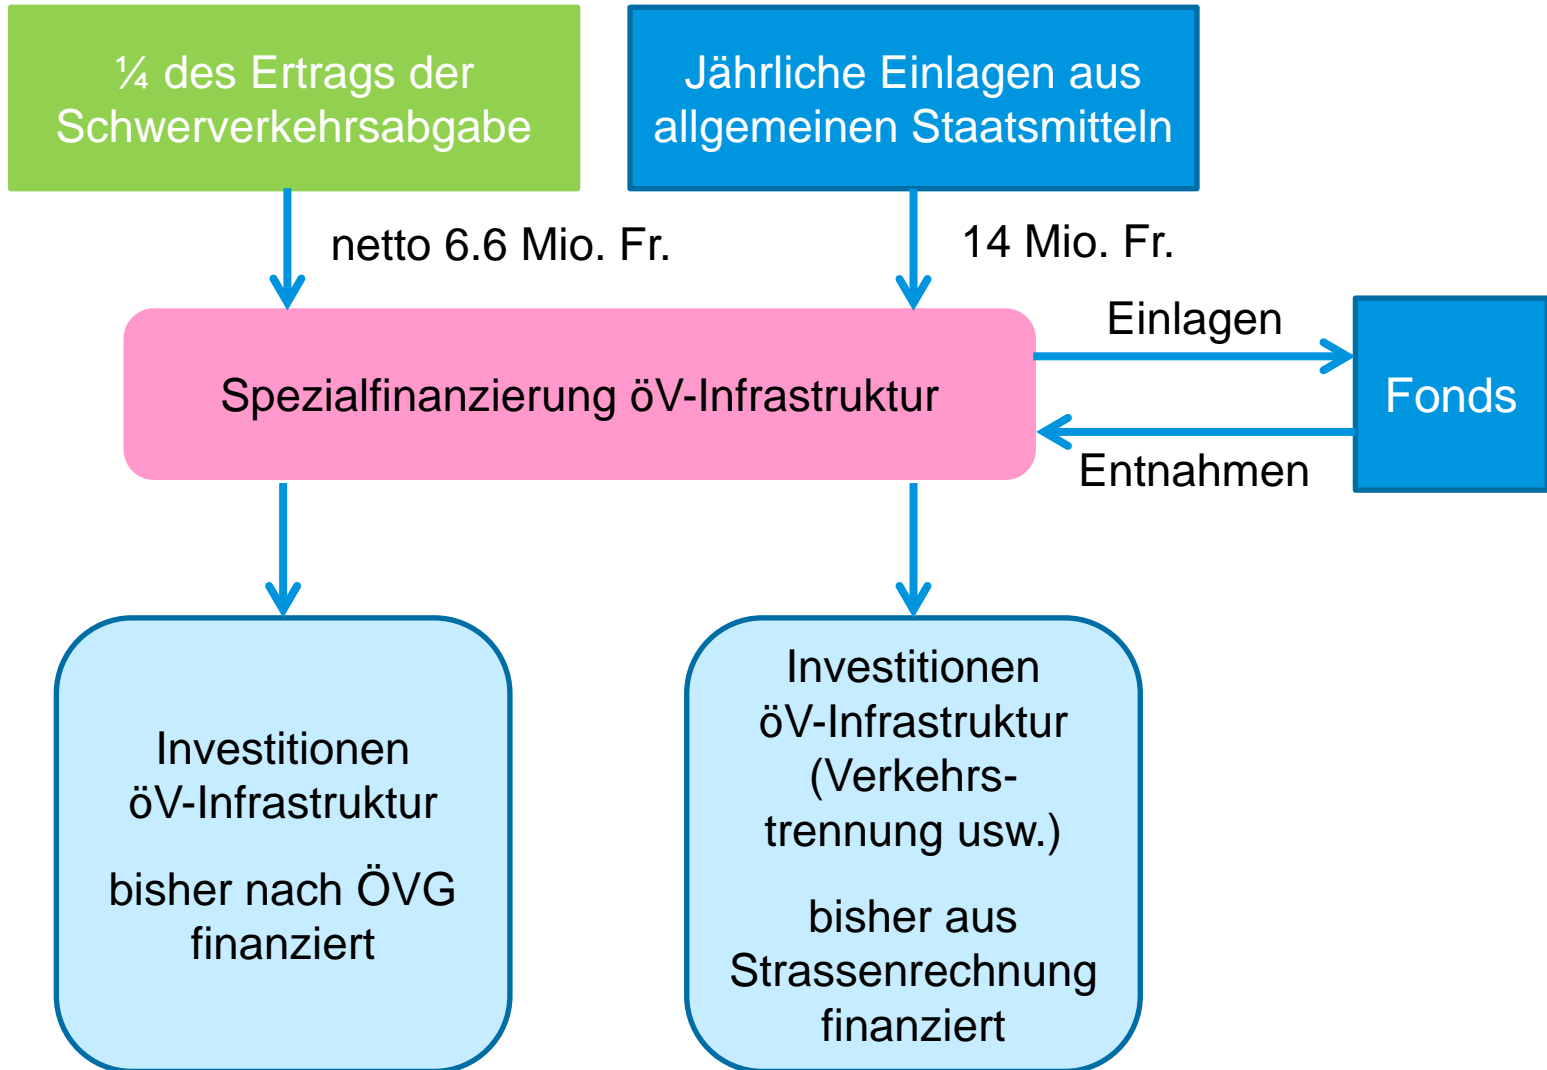 ¼ des Ertrags der
Schwerverkehrsabgabe
Jährliche Einlagen aus
allgemeinen Staatsmitteln
netto 6.6 Mio. Fr.
14 Mio. Fr.
Einlagen
Spezialfinanzierung öV-Infrastruktur
Fonds
Entnahmen
Investitionen
öV-Infrastruktur
bisher nach ÖVG
finanziert
Investitionen
öV-Infrastruktur
(Verkehrs-
trennung usw.)
bisher aus
Strassenrechnung
finanziert